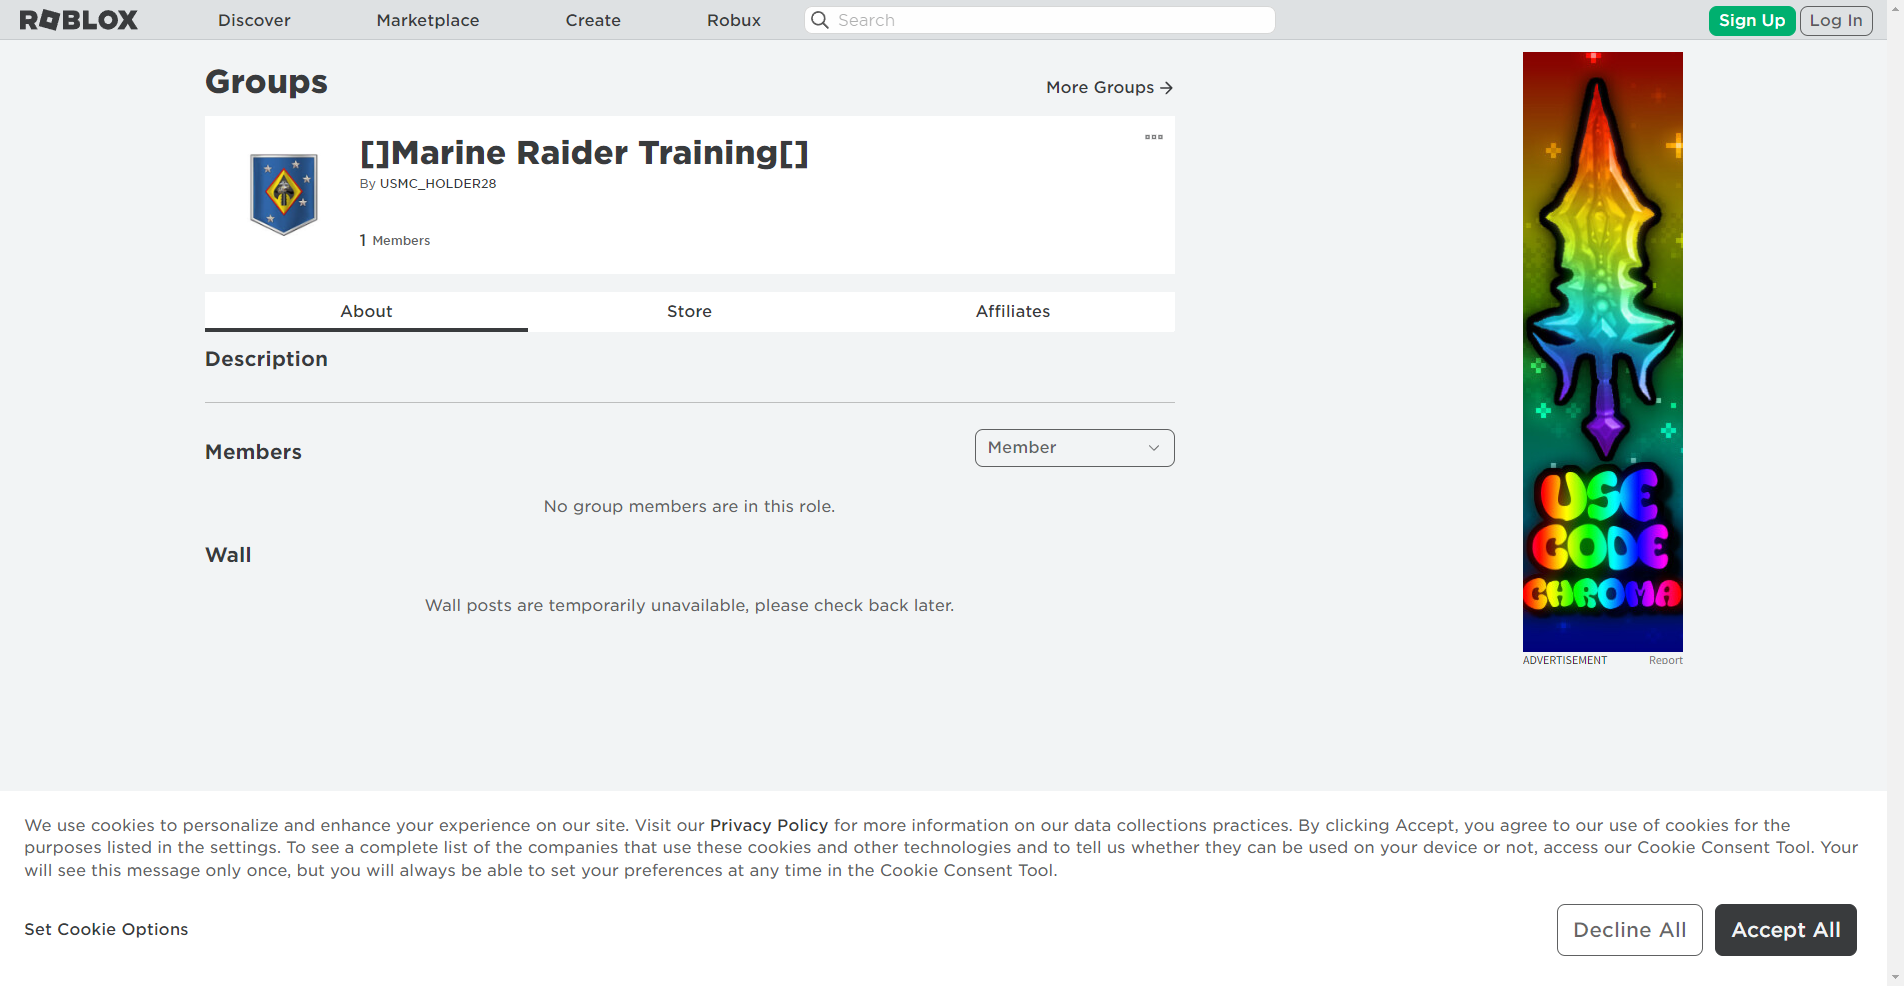 ROBLOX Discover Marketplace Create Robux Search Sign Up Log In
Groups
More Groups
[]Marine Raider Training[]
By USMC_HOLDER28
1 Members
About Store Affiliates
Description
Members
Member
No group members are in this role.
Wall
Wall posts are temporarily unavailable, please check back later.
USE
CODE
CHROMA
ADVERTISEMENT Report
We use cookies to personalize and enhance your experience on our site. Visit our Privacy Policy for more information on our data collections practices. By clicking Accept, you agree to our use of cookies for the
purposes listed in the settings. To see a complete list of the companies that use these cookies and other technologies and to tell us whether they can be used on your device or not, access our Cookie Consent Tool. Your
will see this message only once, but you will always be able to set your preferences at any time in the Cookie Consent Tool.
Set Cookie Options
Decline All
Accept All